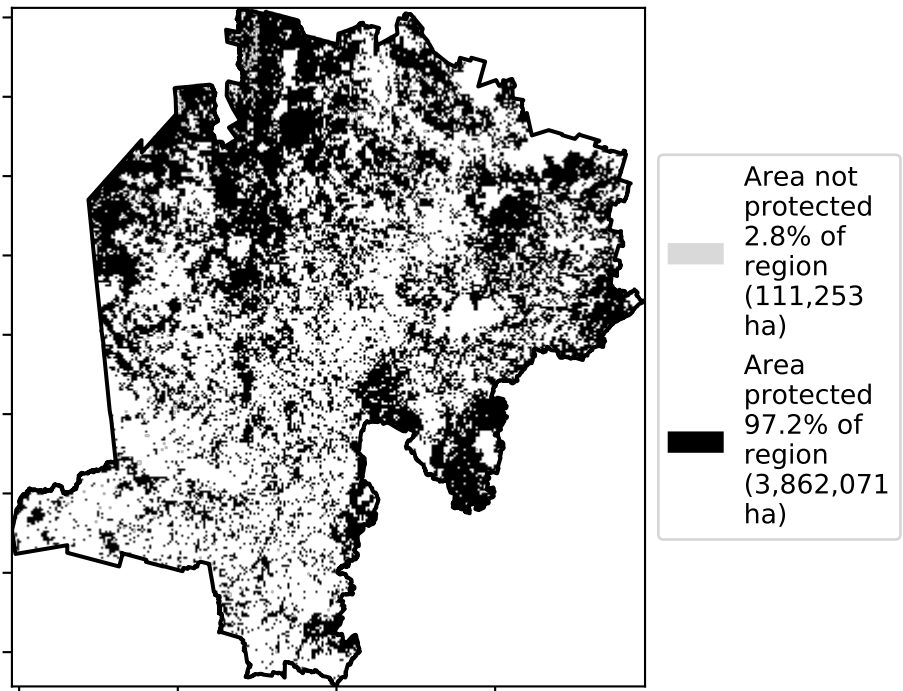 Area not
protected
2.8% of
region
(111,253
ha)
Area
protected
97.2% of
region
(3,862,071
ha)